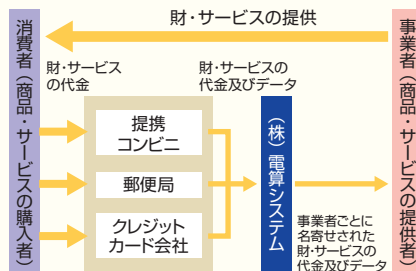 財・サービスの提供
消費者（商品・サービスの購入者）
財・サービス
の代金
提携
コンビニ
郵便局
クレジット
カード会社
財・サービスの
代金及びデータ
（株）電算システム
事業者ごとに
名寄せされた
財・サービスの
代金及びデータ
事業者（商品・サービスの提供者）